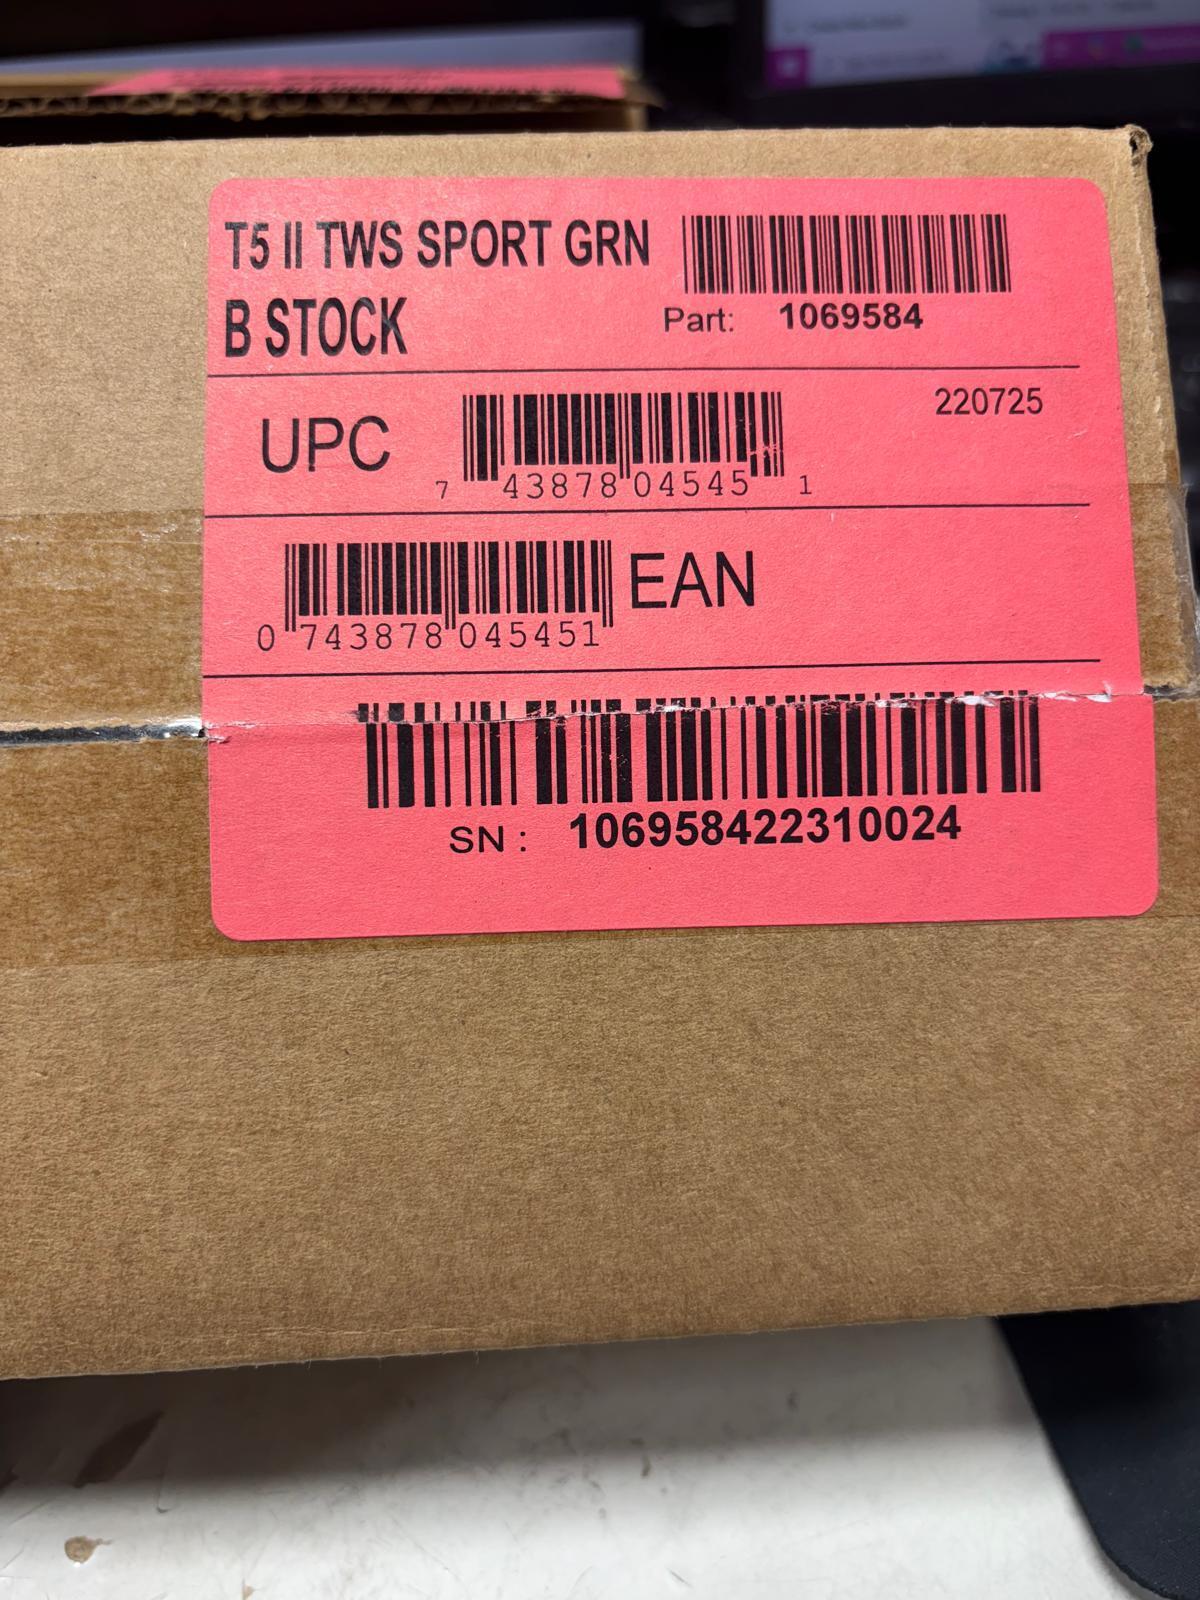 T5 II TWS SPORT GRN
B STOCK
Part: 1069584
220725
UPC
7 43878 04545 1
0 743878 045451
EAN
SN : 106958422310024